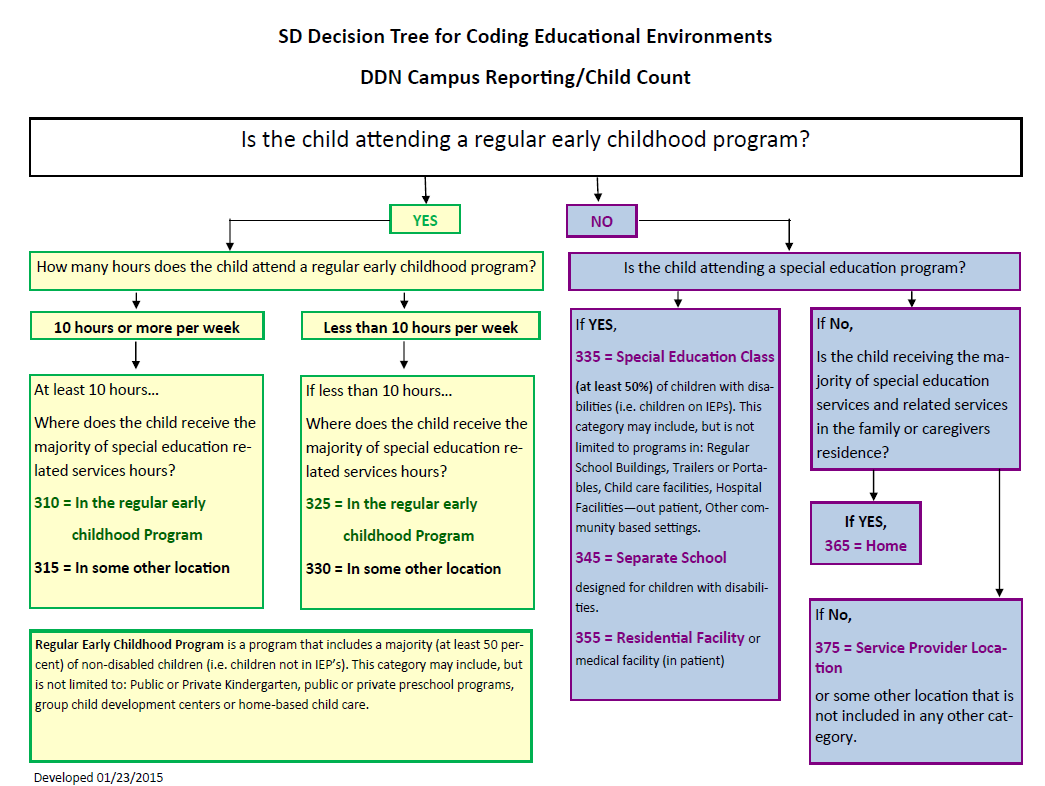 SD Decision Tree for Coding Educational Environments
DDN Campus Reporting/Child Count
Is the child attending a regular early childhood program?
YES
NO
How many hours does the child attend a regular early childhood program?
Is the child attending a special education program?
10 hours or more per week
Less than 10 hours per week
At least 10 hours...
Where does the child receive the
majority of special education re-
lated services hours?
310 = In the regular early
childhood Program
315 = In some other location
If less than 10 hours...
Where does the child receive the
majority of special education re-
lated services hours?
325 = In the regular early
childhood Program
330 = In some other location
If YES,
335 = Special Education Class
(at least 50%) of children with disa-
bilities (i.e. children on IEPs). This
category may include, but is not
limited to programs in: Regular
School Buildings, Trailers or Porta-
bles, Child care facilities, Hospital
Facilities—out patient, Other com-
munity based settings.
345 = Separate School
designed for children with disabili-
ties.
355 = Residential Facility or
medical facility (in patient)
If No,
Is the child receiving the ma-
jority of special education
services and related services
in the family or caregivers
residence?
If YES,
365 = Home
If No,
375 = Service Provider Loca-
tion
or some other location that is
not included in any other cat-
egory.
Regular Early Childhood Program is a program that includes a majority (at least 50 per-
cent) of non-disabled children (i.e. children not in IEP's). This category may include, but
is not limited to: Public or Private Kindergarten, public or private preschool programs,
group child development centers or home-based child care.
Developed 01/23/2015